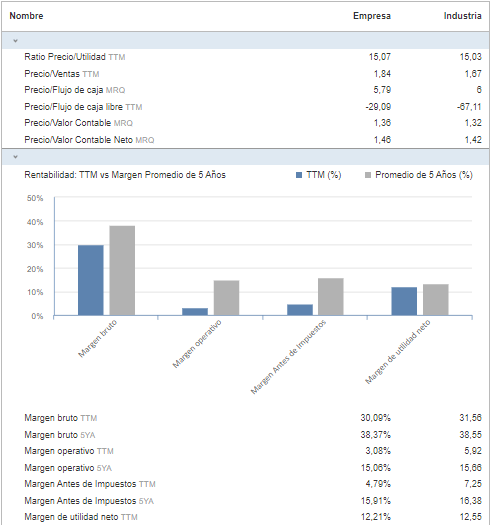 Nombre Empresa Industria
Ratio Precio/Utilidad TTM 15,07 15,03
Precio/Ventas TTM 1,84 1,67
Precio/Flujo de caja MRQ 5,79 6
Precio/Flujo de caja libre TTM -29,09 -67,11
Precio/Valor Contable MRQ 1,36 1,32
Precio/Valor Contable Neto MRQ 1,46 1,42
Rentabilidad: TTM vs Margen Promedio de 5 Años TTM (%) Promedio de 5 Años (%)
50%
40%
30%
20%
10%
0%
Margen bruto
Margen operativo
Margen Antes de Impuestos
Margen de utilidad neto
Margen bruto TTM 30,09% 31,56
Margen bruto 5YA 38,37% 38,55
Margen operativo TTM 3,08% 5,92
Margen operativo 5YA 15,06% 15,66
Margen Antes de Impuestos TTM 4,79% 7,25
Margen Antes de Impuestos 5YA 15,91% 16,38
Margen de utilidad neto TTM 12,21% 12,55